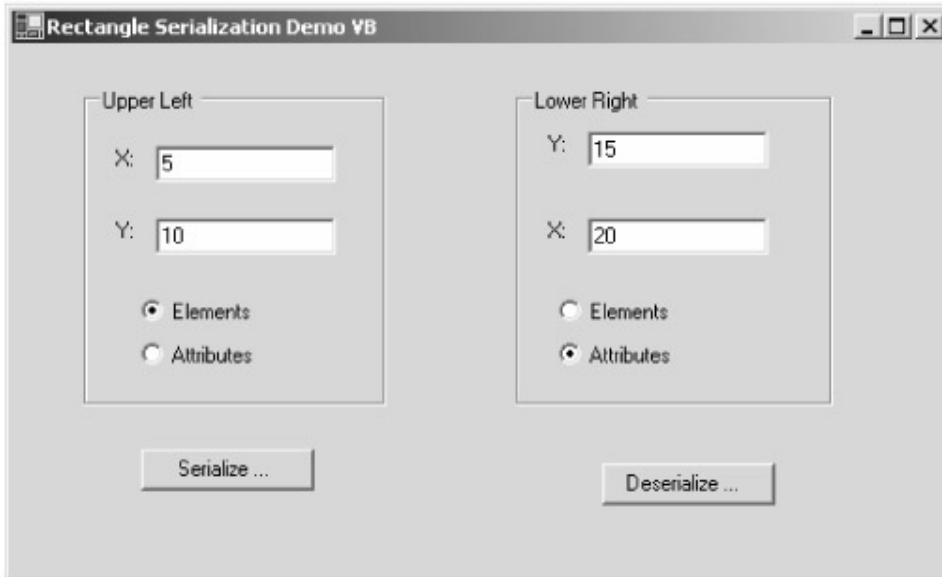 Rectangle Serialization Demo VB
Upper Left
X: 5
Y: 10
Elements
Attributes
Serialize ...
Lower Right
Y: 15
X: 20
Elements
Attributes
Deserialize ...